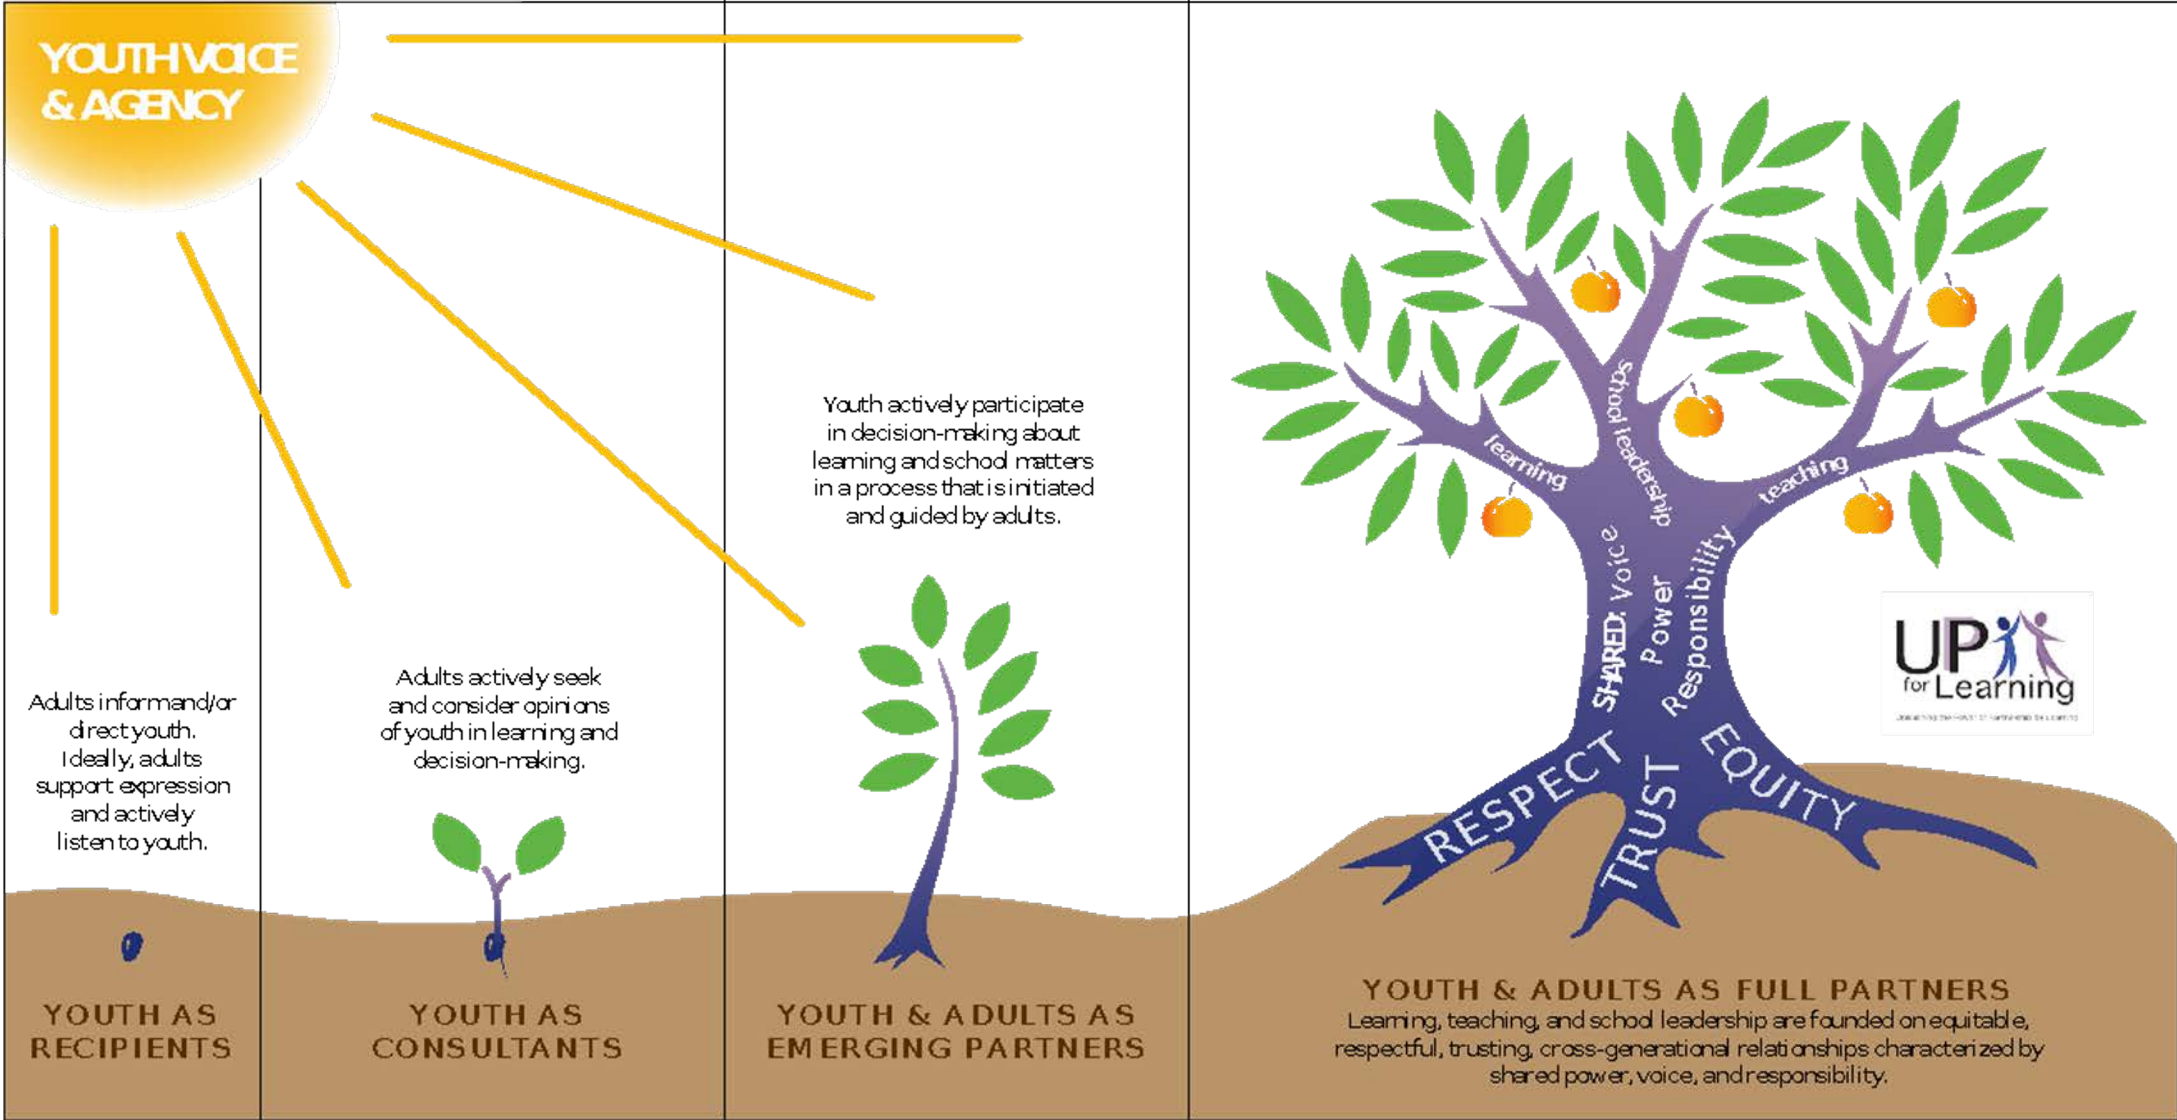 YOUTH VOICE
& AGENCY
Adults inform and/or
direct youth.
Ideally, adults
support expression
and actively
listen to youth.
YOUTH AS
RECIPIENTS
Adults actively seek
and consider opinions
of youth in learning and
decision-making.
YOUTH AS
CONSULTANTS
Youth actively participate
in decision-making about
learning and school matters
in a process that is initiated
and guided by adults.
YOUTH & ADULTS AS
EMERGING PARTNERS
learning
school leadership
teaching
SHARED: Voice
Power
Responsibility
RESPECT
TRUST
EQUITY
UP
for Learning
YOUTH & ADULTS AS FULL PARTNERS
Learning, teaching, and school leadership are founded on equitable,
respectful, trusting, cross-generational relationships characterized by
shared power, voice, and responsibility.